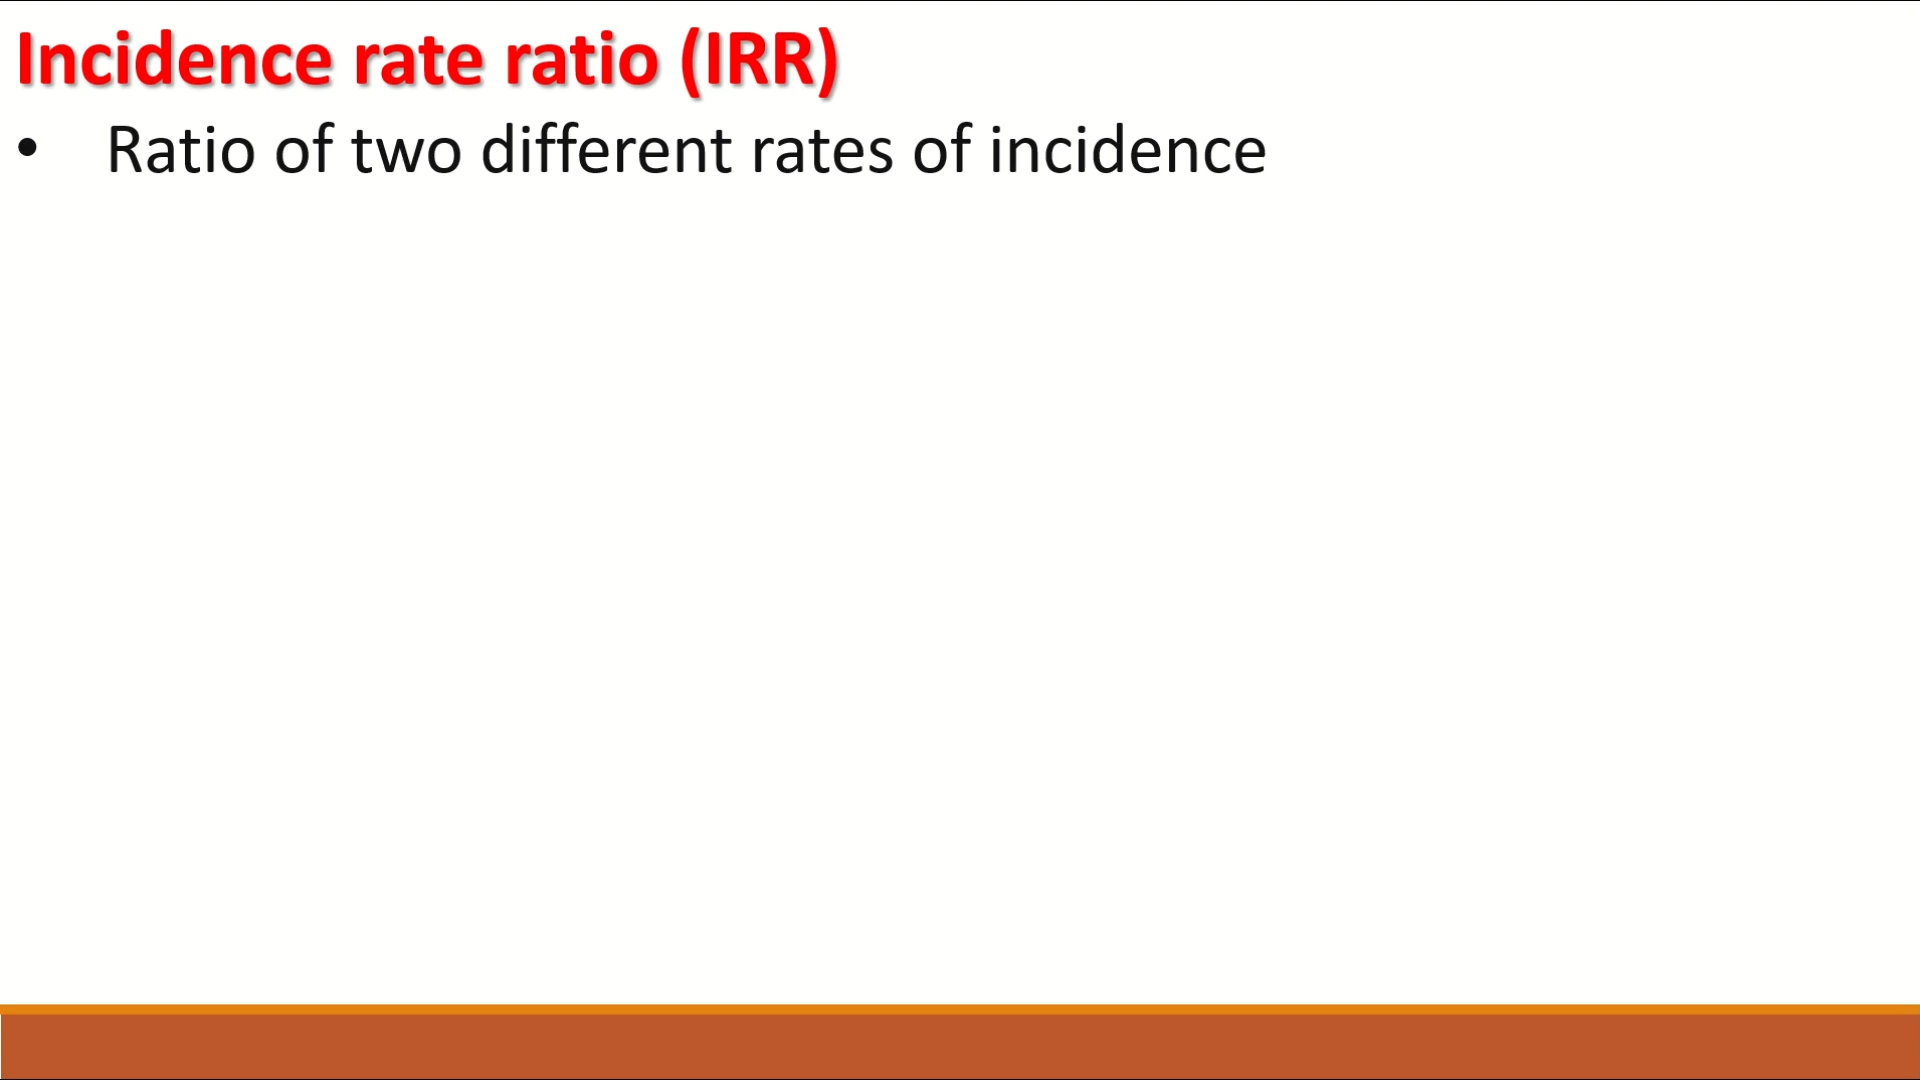 Incidence rate ratio (IRR)
• Ratio of two different rates of incidence